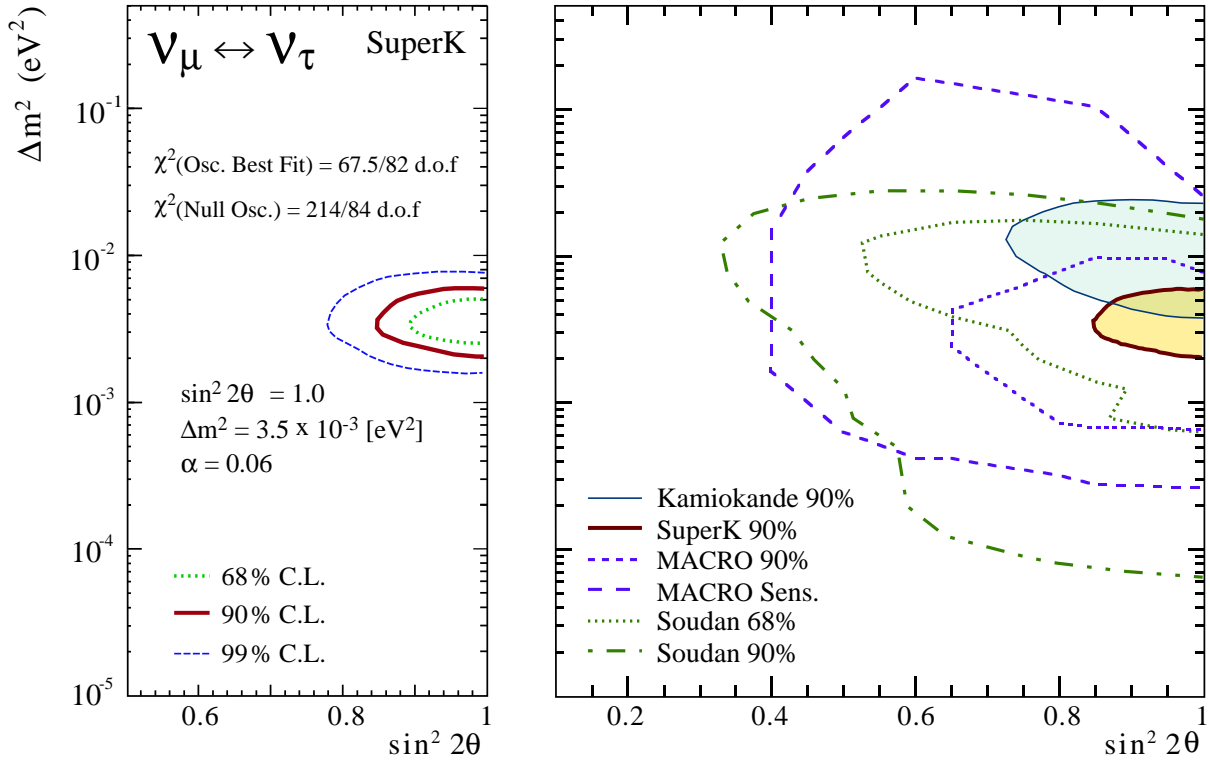 Δm² (eV²)
ν_μ ↔ ν_τ SuperK
χ²(Osc. Best Fit) = 67.5/82 d.o.f
χ²(Null Osc.) = 214/84 d.o.f
sin² 2θ = 1.0
Δm² = 3.5 x 10⁻³ [eV²]
α = 0.06
68% C.L.
90% C.L.
99% C.L.
10⁻¹
10⁻²
10⁻³
10⁻⁴
10⁻⁵
0.6 0.8 1
sin² 2θ
Kamiokande 90%
SuperK 90%
MACRO 90%
MACRO Sens.
Soudan 68%
Soudan 90%
0.2 0.4 0.6 0.8 1
sin² 2θ